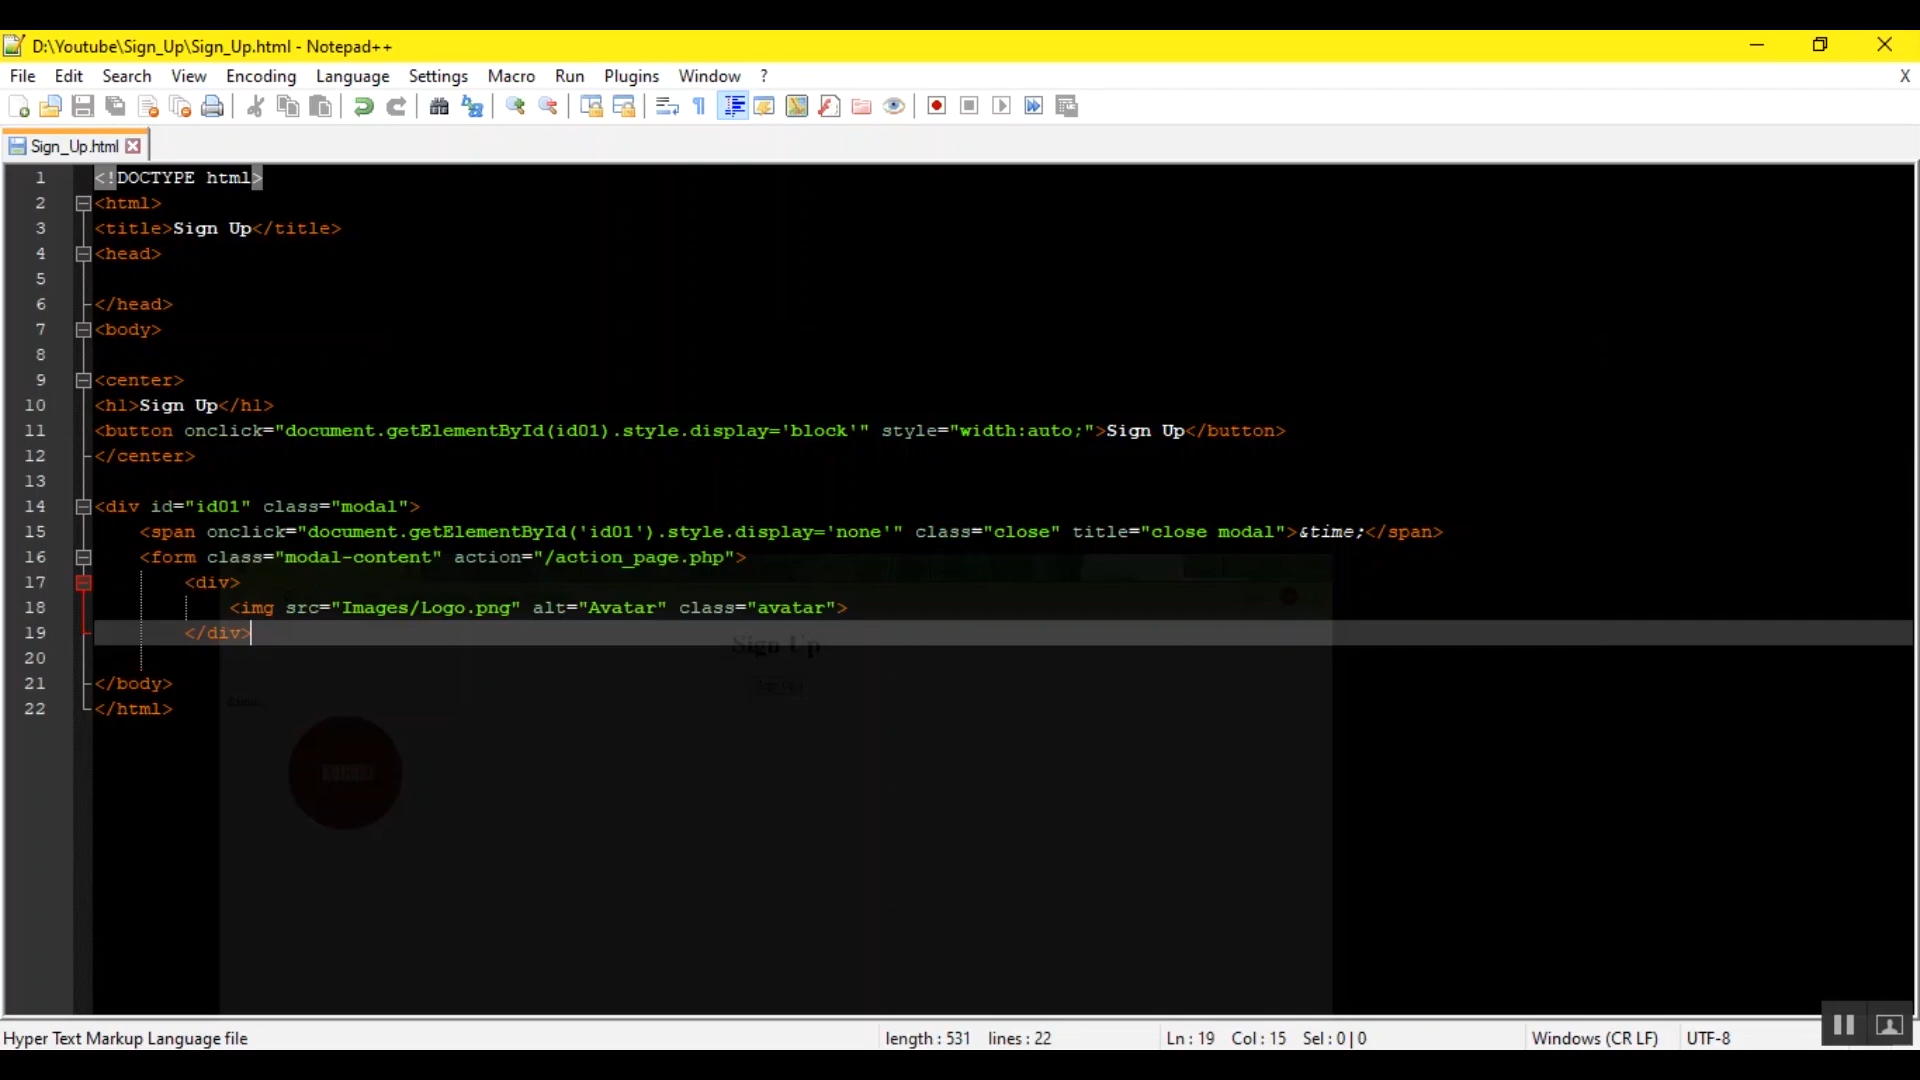 D:\Youtube\Sign_Up\Sign_Up.html - Notepad++
File Edit Search View Encoding Language Settings Macro Run Plugins Window ? X
Sign_Up.html
1 <!DOCTYPE html>
2 <html>
3 <title>Sign Up</title>
4 <head>
5
6 </head>
7 <body>
8
9 <center>
10 <h1>Sign Up</h1>
11 <button onclick="document.getElementById(id01).style.display='block'" style="width:auto;">Sign Up</button>
12 </center>
13
14 <div id="id01" class="modal">
15 <span onclick="document.getElementById('id01').style.display='none'" class="close" title="close modal">&time;</span>
16 <form class="modal-content" action="/action_page.php">
17 <div>
18 <img src="Images/Logo.png" alt="Avatar" class="avatar">
19 </div>
Sign Up
20
21 </body>
Sign Up
22 </html>
Hyper Text Markup Language file length : 531 lines : 22 Ln : 19 Col : 15 Sel : 0 | 0 Windows (CR LF) UTF-8